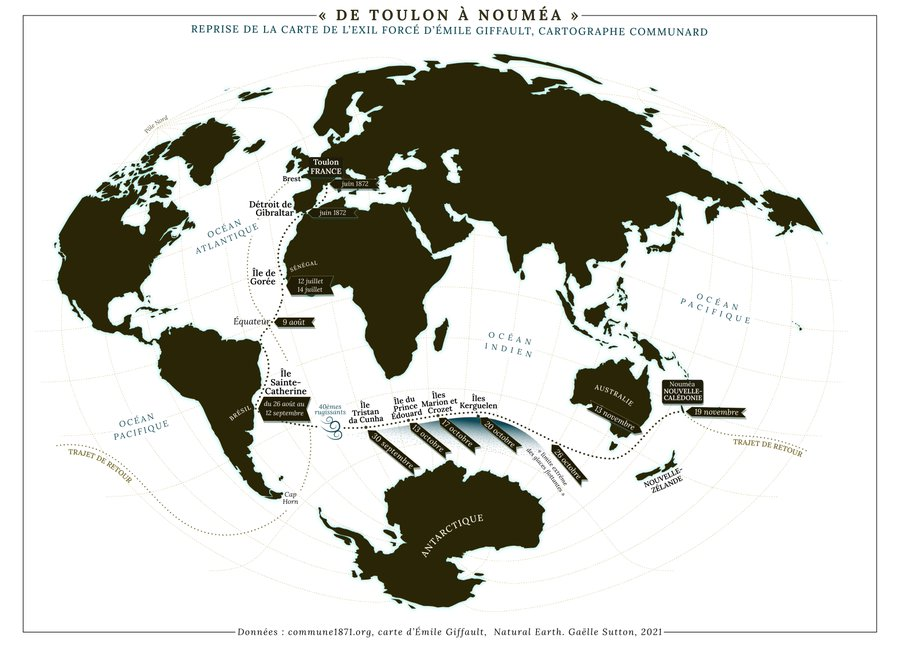 « DE TOULON À NOUMÉA »
REPRISE DE LA CARTE DE L'EXIL FORCÉ D'ÉMILE GIFFAULT, CARTOGRAPHE COMMUNARD
Pôle Nord
Toulon
FRANCE
Brest
juin 1872
Détroit de
Gibraltar
juin 1872
OCÉAN
ATLANTIQUE
SÉNÉGAL
Île de
Gorée
12 juillet
14 juillet
Équateur
9 août
OCÉAN
PACIFIQUE
OCÉAN
INDIEN
Île
Sainte-
Catherine
BRÉSIL
du 26 août au
12 septembre
40èmes
rugissants
Île
Tristan
da Cunha
Île du
Prince
Édouard
Îles
Marion et
Crozet
Îles
Kerguelen
30 septembre
13 octobre
17 octobre
20 octobre
26 octobre
« limite extrême
des glaces flottantes »
AUSTRALIE
13 novembre
Nouméa
NOUVELLE-
CALÉDONIE
19 novembre
OCÉAN
PACIFIQUE
TRAJET DE RETOUR
TRAJET DE RETOUR
NOUVELLE-
ZÉLANDE
Cap
Horn
ANTARCTIQUE
Données : commune1871.org, carte d'Émile Giffault, Natural Earth. Gaëlle Sutton, 2021